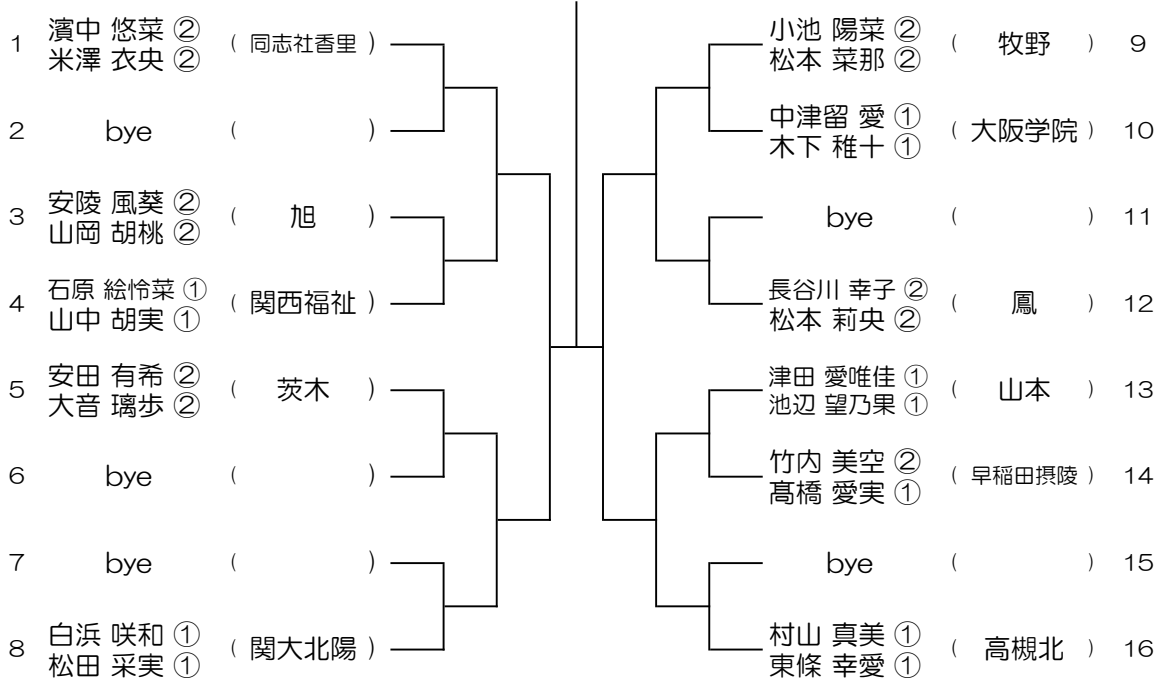 1 濱中 悠菜 ② ( 同志社香里 )
米澤 衣央 ②
2 bye ( )
3 安陵 風葵 ② ( 旭 )
山岡 胡桃 ②
4 石原 絵怜菜 ① ( 関西福祉 )
山中 胡実 ①
5 安田 有希 ② ( 茨木 )
大音 璃歩 ②
6 bye ( )
7 bye ( )
8 白浜 咲和 ① ( 関大北陽 )
松田 采実 ①
小池 陽菜 ② ( 牧野 ) 9
松本 菜那 ②
中津留 愛 ① ( 大阪学院 ) 10
木下 稚十 ①
bye ( ) 11
長谷川 幸子 ② ( 鳳 ) 12
松本 莉央 ②
津田 愛唯佳 ① ( 山本 ) 13
池辺 望乃果 ①
竹内 美空 ② ( 早稲田摂陵 ) 14
髙橋 愛実 ①
bye ( ) 15
村山 真美 ① ( 高槻北 ) 16
東條 幸愛 ①